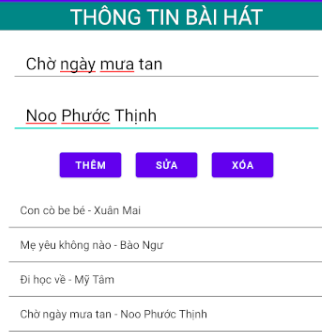 THÔNG TIN BÀI HÁT
Chờ ngày mưa tan
Noo Phước Thịnh
THÊM SỬA XÓA
Con cò be bé - Xuân Mai
Mẹ yêu không nào - Bào Ngư
Đi học về - Mỹ Tâm
Chờ ngày mưa tan - Noo Phước Thịnh